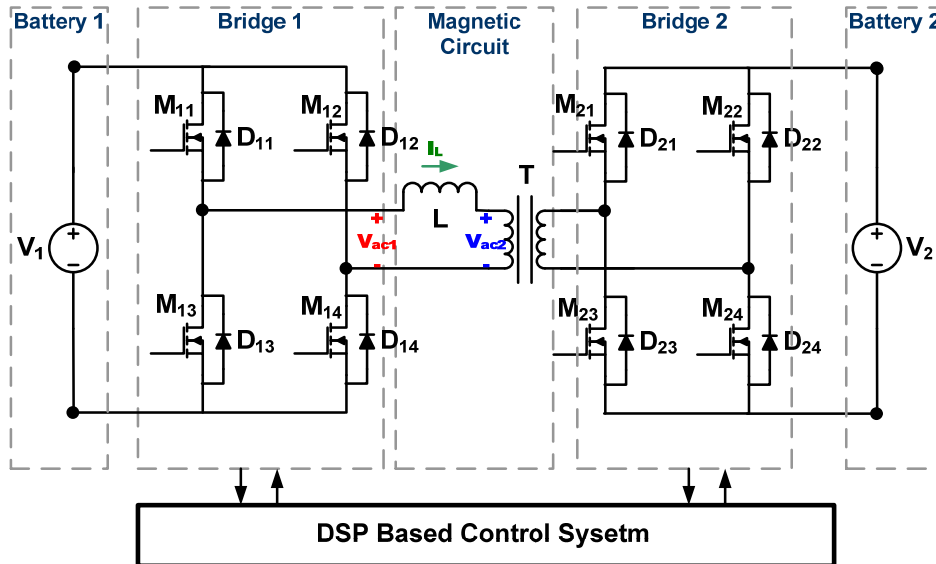 Battery 1
Bridge 1
Magnetic
Circuit
Bridge 2
Battery 2
M11
D11
M12
D12
M21
D21
M22
D22
IL
T
L
V1
+
-
+
Vac1
-
+
Vac2
-
+
-
V2
M13
D13
M14
D14
M23
D23
M24
D24
DSP Based Control Sysetm